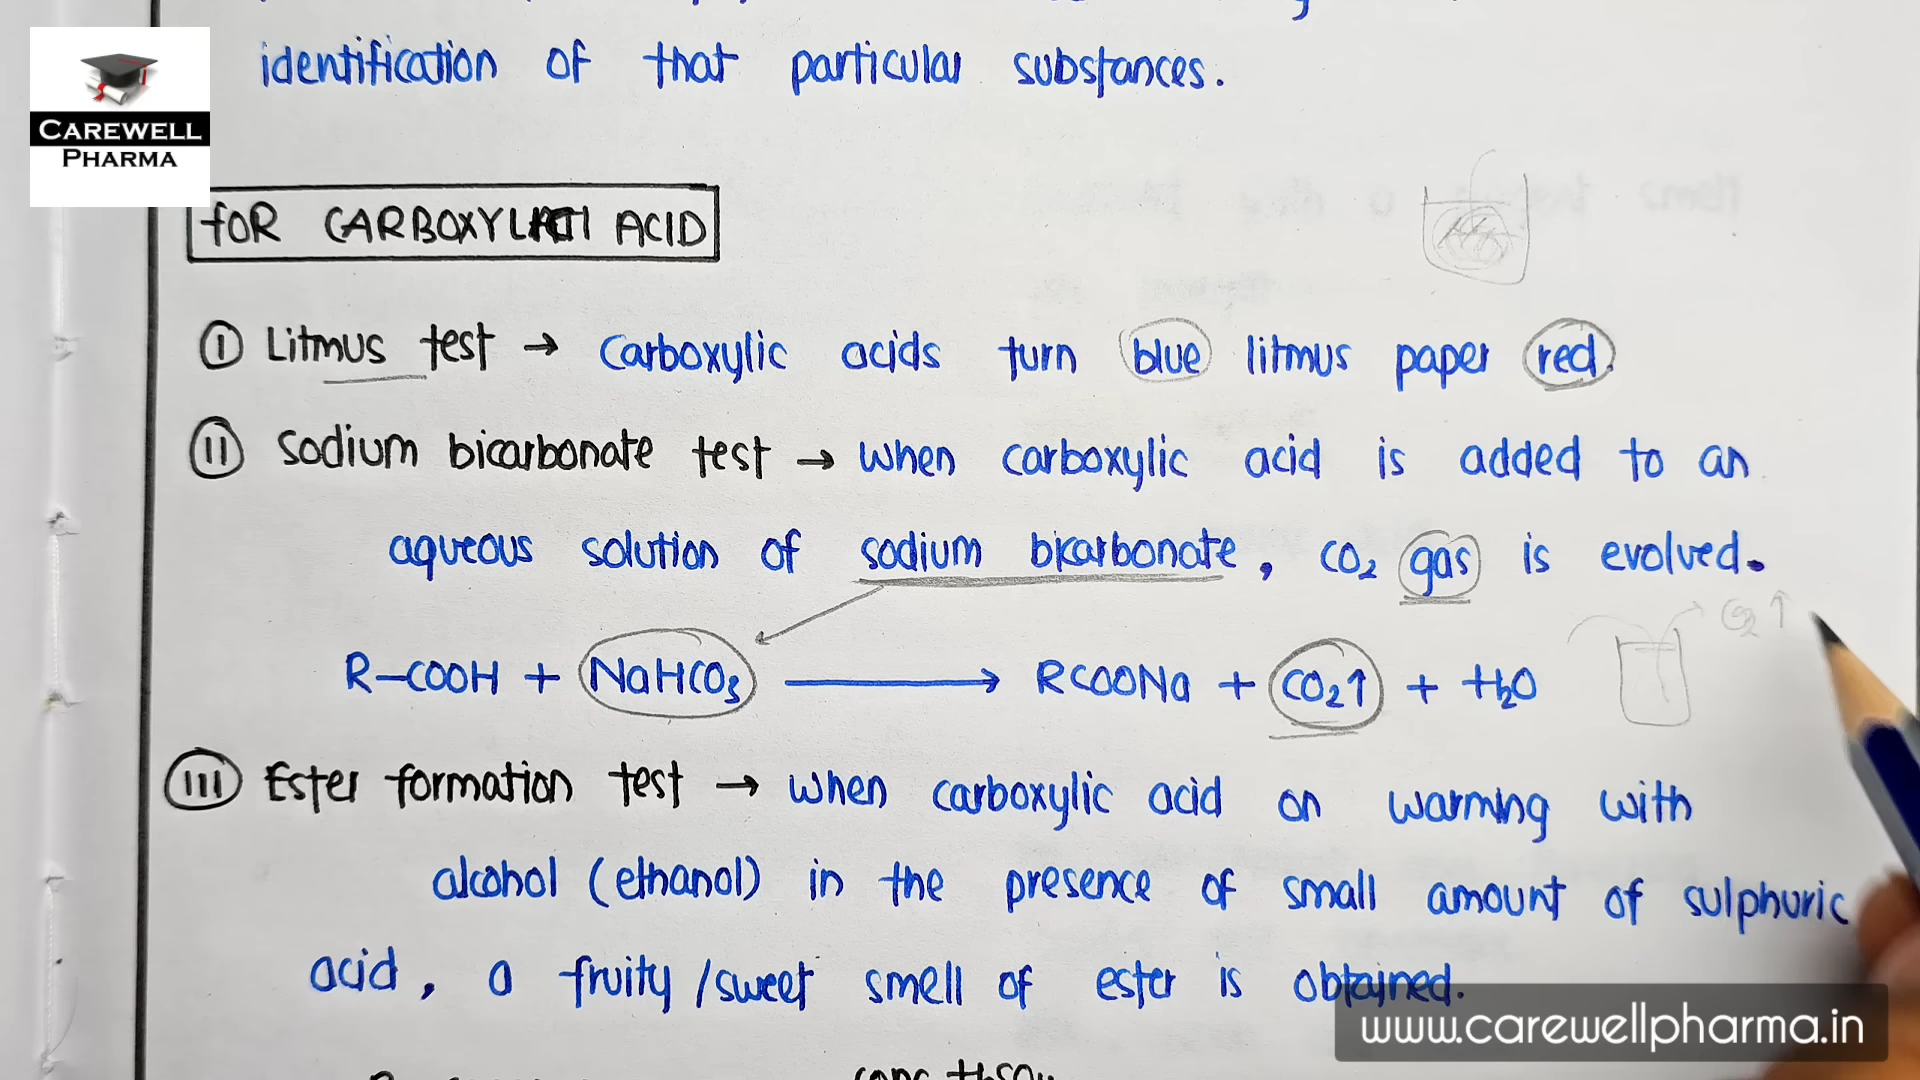 identification of that particular substances.
CAREWELL
PHARMA
FOR CARBOXYLIC ACID
(I) Litmus test → Carboxylic acids turn blue litmus paper red.
(II) Sodium bicarbonate test → When carboxylic acid is added to an
aqueous solution of sodium bicarbonate, CO₂ gas is evolved.
CO₂↑
R-COOH + NaHCO₃ → RCOONa + CO₂↑ + H₂O
(III) Ester formation test → When carboxylic acid on warming with
alcohol (ethanol) in the presence of small amount of sulphuric
acid, a fruity/sweet smell of ester is obtained.
www.carewellpharma.in